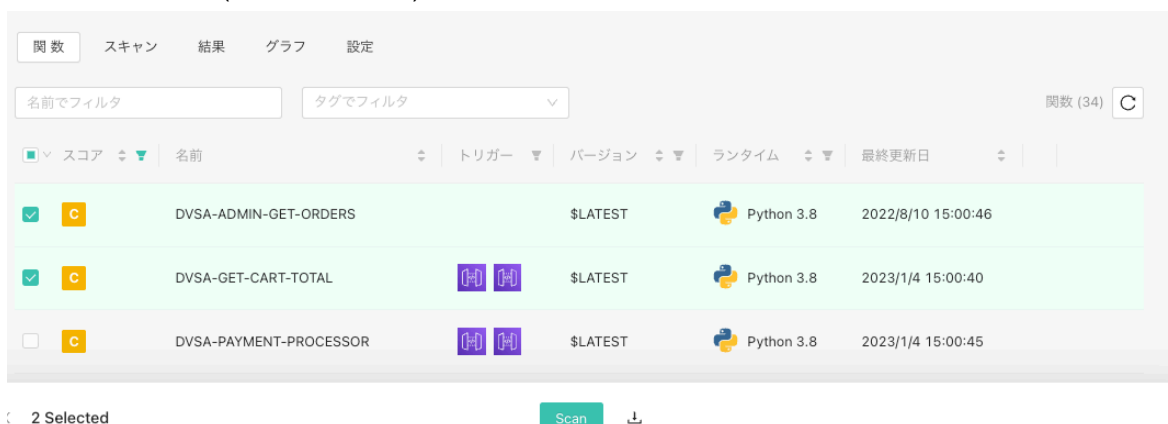 関数 スキャン 結果 グラフ 設定
名前でフィルタ タグでフィルタ 関数 (34)
スコア 名前 トリガー バージョン ランタイム 最終更新日
C DVSA-ADMIN-GET-ORDERS $LATEST Python 3.8 2022/8/10 15:00:46
C DVSA-GET-CART-TOTAL $LATEST Python 3.8 2023/1/4 15:00:40
C DVSA-PAYMENT-PROCESSOR $LATEST Python 3.8 2023/1/4 15:00:45
2 Selected Scan